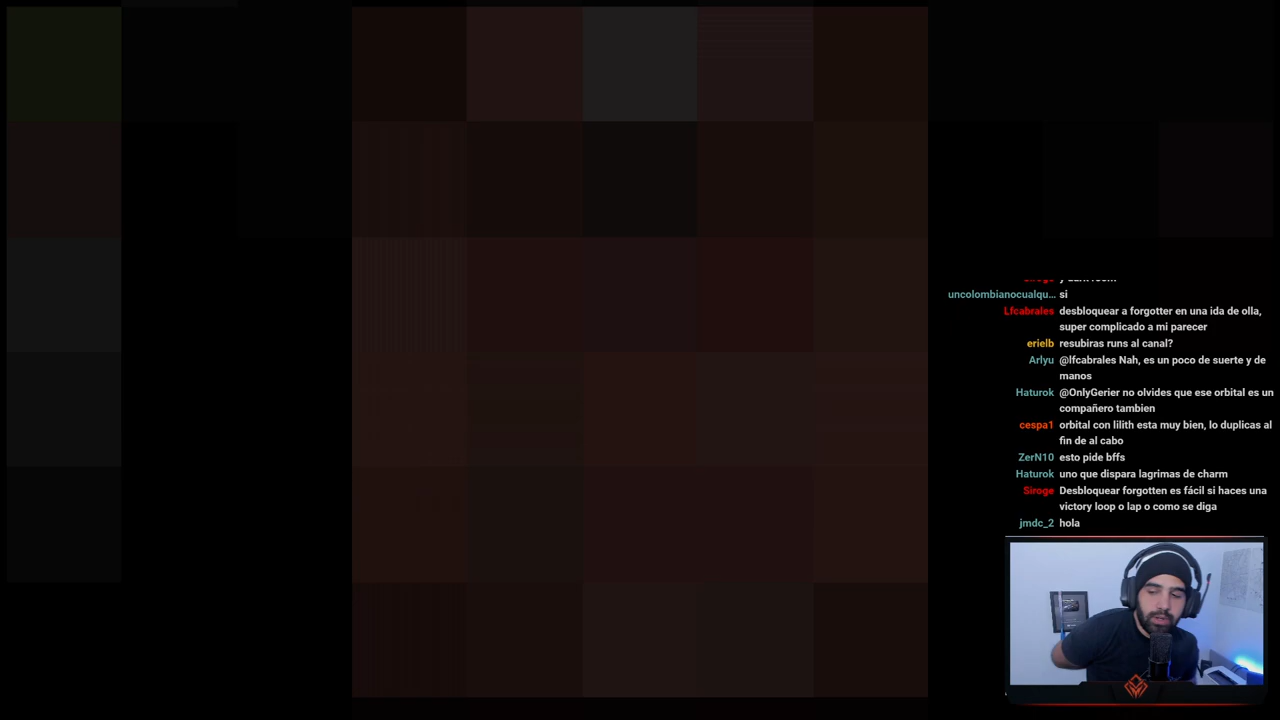 uncolombianocualqu... si
Lfcabrales desbloquear a forgotter en una ida de olla,
super complicado a mi parecer
erielb resubiras runs al canal?
Arlyu @lfcabrales Nah, es un poco de suerte y de
manos
Haturok @OnlyGerier no olvides que ese orbital es un
compañero tambien
cespa1 orbital con lilith esta muy bien, lo duplicas al
fin de al cabo
ZerN10 esto pide bffs
Haturok uno que dispara lagrimas de charm
Siroge Desbloquear forgotten es fácil si haces una
victory loop o lap o como se diga
jmdc_2 hola